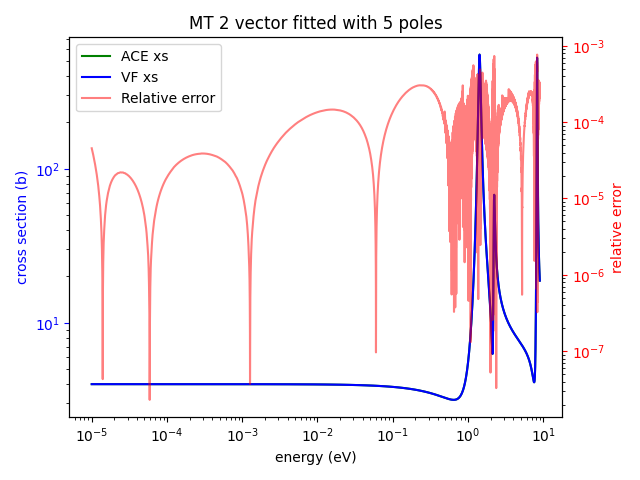 MT 2 vector fitted with 5 poles
ACE xs
VF xs
Relative error
cross section (b)
10²
10¹
10⁻³
10⁻⁴
10⁻⁵
10⁻⁶
10⁻⁷
relative error
10⁻⁵ 10⁻⁴ 10⁻³ 10⁻² 10⁻¹ 10⁰ 10¹
energy (eV)